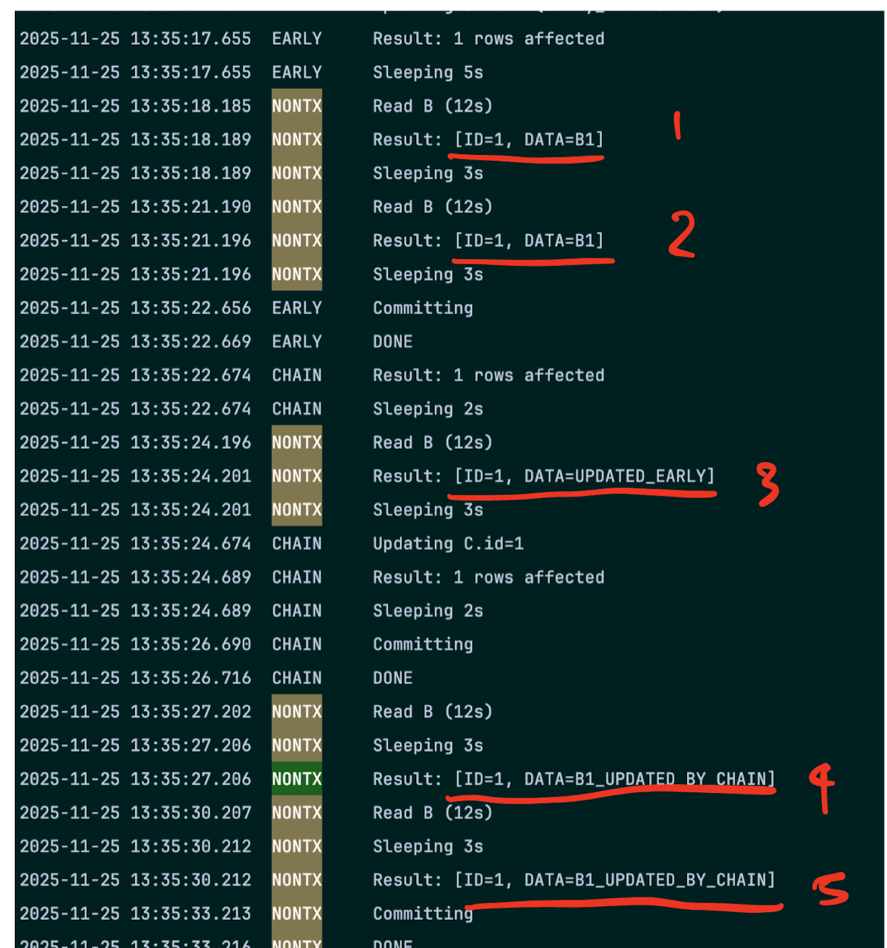 2025-11-25 13:35:17.655 EARLY Result: 1 rows affected
2025-11-25 13:35:17.655 EARLY Sleeping 5s
2025-11-25 13:35:18.185 NONTX Read B (12s)
2025-11-25 13:35:18.189 NONTX Result: [ID=1, DATA=B1] 1
2025-11-25 13:35:18.189 NONTX Sleeping 3s
2025-11-25 13:35:21.190 NONTX Read B (12s)
2025-11-25 13:35:21.196 NONTX Result: [ID=1, DATA=B1] 2
2025-11-25 13:35:21.196 NONTX Sleeping 3s
2025-11-25 13:35:22.656 EARLY Committing
2025-11-25 13:35:22.669 EARLY DONE
2025-11-25 13:35:22.674 CHAIN Result: 1 rows affected
2025-11-25 13:35:22.674 CHAIN Sleeping 2s
2025-11-25 13:35:24.196 NONTX Read B (12s)
2025-11-25 13:35:24.201 NONTX Result: [ID=1, DATA=UPDATED_EARLY] 3
2025-11-25 13:35:24.201 NONTX Sleeping 3s
2025-11-25 13:35:24.674 CHAIN Updating C.id=1
2025-11-25 13:35:24.689 CHAIN Result: 1 rows affected
2025-11-25 13:35:24.689 CHAIN Sleeping 2s
2025-11-25 13:35:26.690 CHAIN Committing
2025-11-25 13:35:26.716 CHAIN DONE
2025-11-25 13:35:27.202 NONTX Read B (12s)
2025-11-25 13:35:27.206 NONTX Sleeping 3s
2025-11-25 13:35:27.206 NONTX Result: [ID=1, DATA=B1_UPDATED_BY_CHAIN] 4
2025-11-25 13:35:30.207 NONTX Read B (12s)
2025-11-25 13:35:30.212 NONTX Sleeping 3s
2025-11-25 13:35:30.212 NONTX Result: [ID=1, DATA=B1_UPDATED_BY_CHAIN] 5
2025-11-25 13:35:33.213 NONTX Committing
2025-11-25 13:35:33.216 NONTX DONE